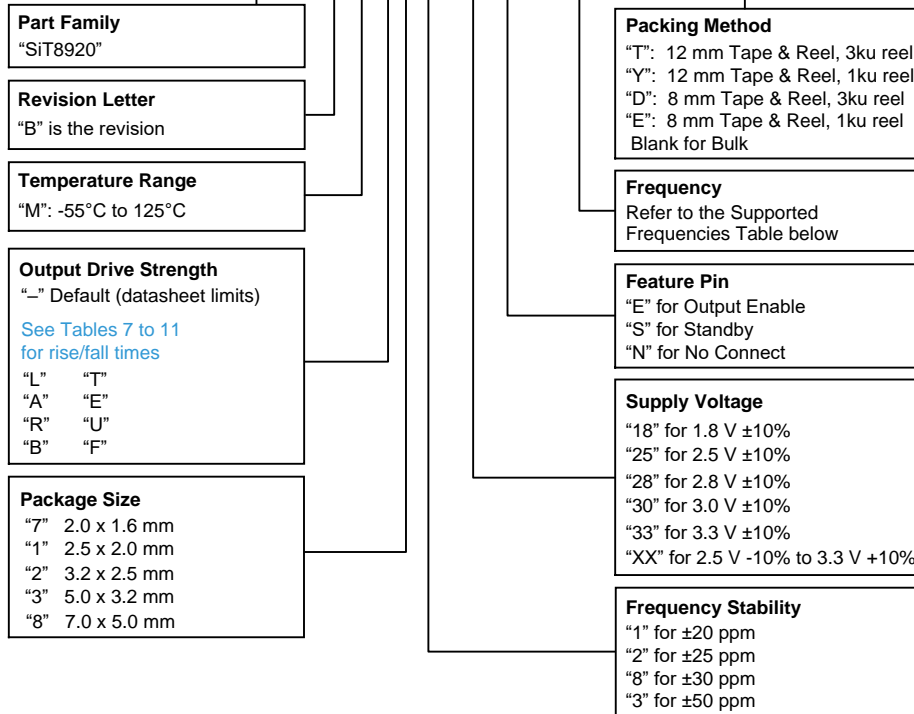 Part Family
“SiT8920”
Revision Letter
“B” is the revision
Temperature Range
“M”: -55°C to 125°C
Output Drive Strength
“–” Default (datasheet limits)
See Tables 7 to 11
for rise/fall times
“L” “T”
“A” “E”
“R” “U”
“B” “F”
Package Size
“7” 2.0 x 1.6 mm
“1” 2.5 x 2.0 mm
“2” 3.2 x 2.5 mm
“3” 5.0 x 3.2 mm
“8” 7.0 x 5.0 mm
Packing Method
“T”: 12 mm Tape & Reel, 3ku reel
“Y”: 12 mm Tape & Reel, 1ku reel
“D”: 8 mm Tape & Reel, 3ku reel
“E”: 8 mm Tape & Reel, 1ku reel
Blank for Bulk
Frequency
Refer to the Supported
Frequencies Table below
Feature Pin
“E” for Output Enable
“S” for Standby
“N” for No Connect
Supply Voltage
“18” for 1.8 V ±10%
“25” for 2.5 V ±10%
“28” for 2.8 V ±10%
“30” for 3.0 V ±10%
“33” for 3.3 V ±10%
“XX” for 2.5 V -10% to 3.3 V +10%
Frequency Stability
“1” for ±20 ppm
“2” for ±25 ppm
“8” for ±30 ppm
“3” for ±50 ppm